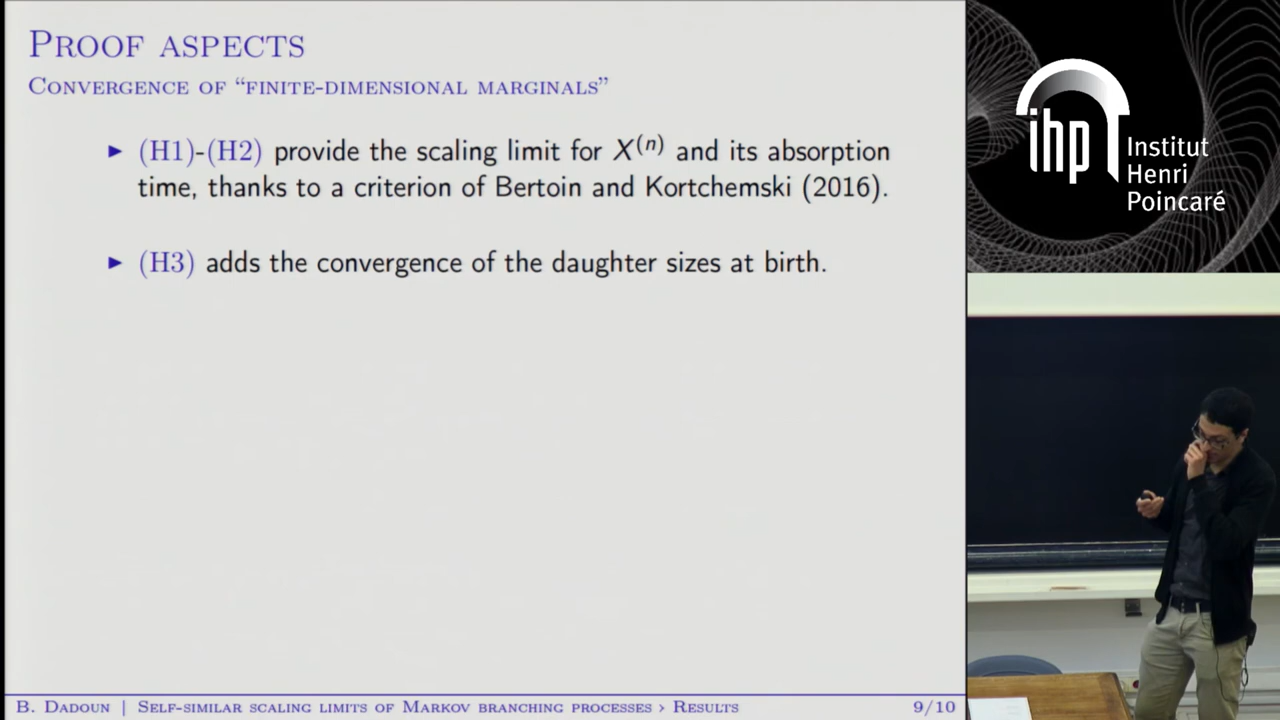 PROOF ASPECTS
CONVERGENCE OF “FINITE-DIMENSIONAL MARGINALS”
▶ (H1)-(H2) provide the scaling limit for X⁽ⁿ⁾ and its absorption
time, thanks to a criterion of Bertoin and Kortchemski (2016).
▶ (H3) adds the convergence of the daughter sizes at birth.
B. DADOUN | SELF-SIMILAR SCALING LIMITS OF MARKOV BRANCHING PROCESSES › RESULTS 9/10
ihp
Institut
Henri
Poincaré